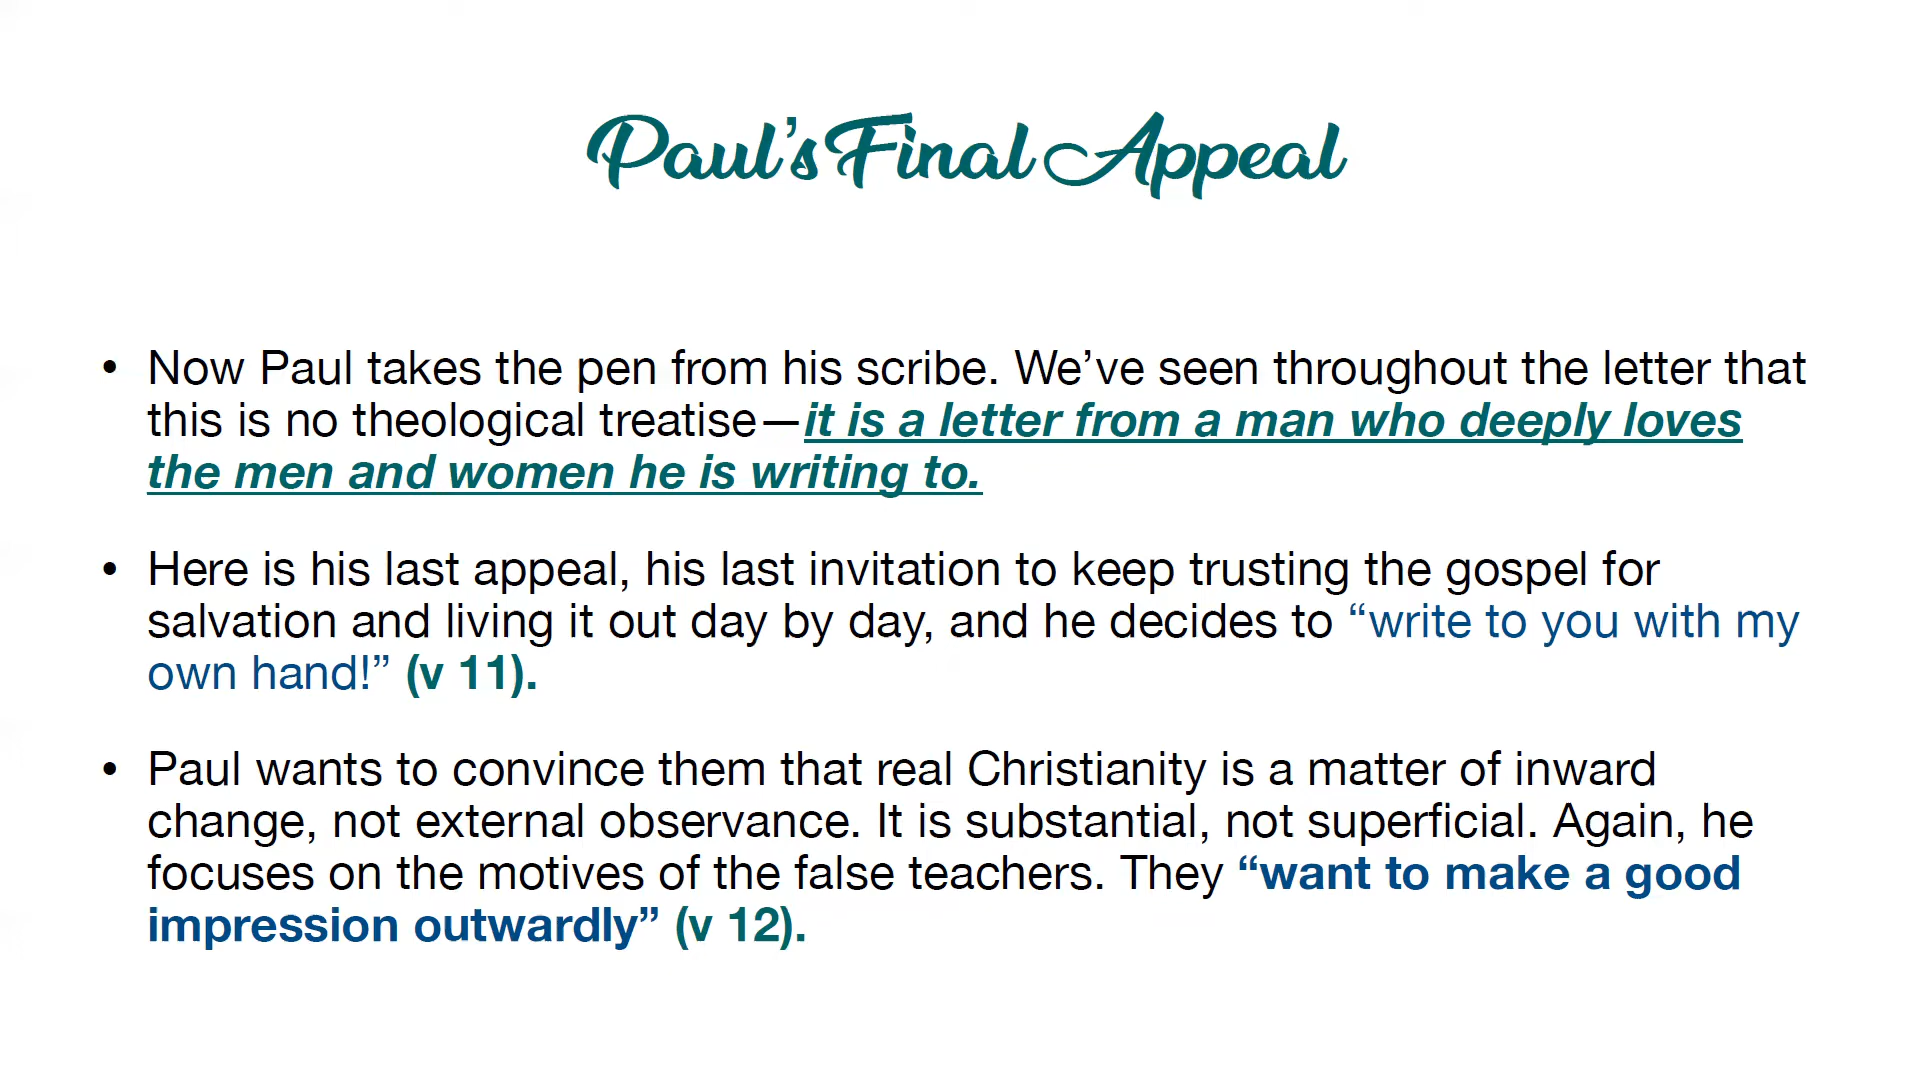 Paul’s Final Appeal
• Now Paul takes the pen from his scribe. We’ve seen throughout the letter that
this is no theological treatise—it is a letter from a man who deeply loves
the men and women he is writing to.
• Here is his last appeal, his last invitation to keep trusting the gospel for
salvation and living it out day by day, and he decides to “write to you with my
own hand!” (v 11).
• Paul wants to convince them that real Christianity is a matter of inward
change, not external observance. It is substantial, not superficial. Again, he
focuses on the motives of the false teachers. They “want to make a good
impression outwardly” (v 12).